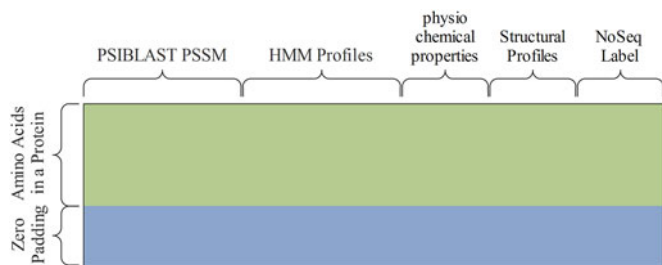 PSIBLAST PSSM
HMM Profiles
physio
chemical
properties
Structural
Profiles
NoSeq
Label
Amino Acids
in a Protein
Zero
Padding